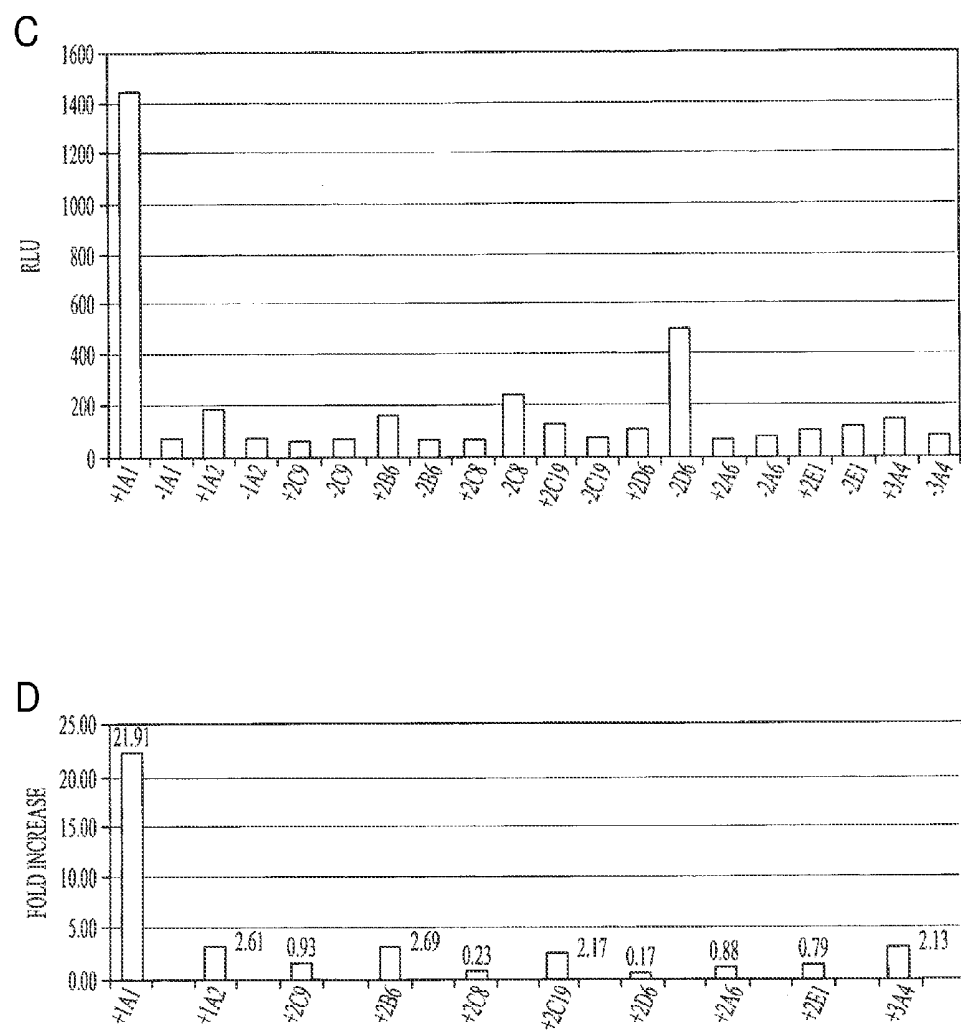 C
1600
1400
1200
1000
800
600
400
200
0
RLU
+1A1 -1A1 +1A2 -1A2 +2C9 -2C9 +2B6 -2B6 +2C8 -2C8 +2C19 -2C19 +2D6 -2D6 +2A6 -2A6 +2E1 -2E1 +3A4 -3A4
D
25.00
20.00
15.00
10.00
5.00
0.00
FOLD INCREASE
21.91 2.61 0.93 2.69 0.23 2.17 0.17 0.88 0.79 2.13
+1A1 +1A2 +2C9 +2B6 +2C8 +2C19 +2D6 +2A6 +2E1 +3A4